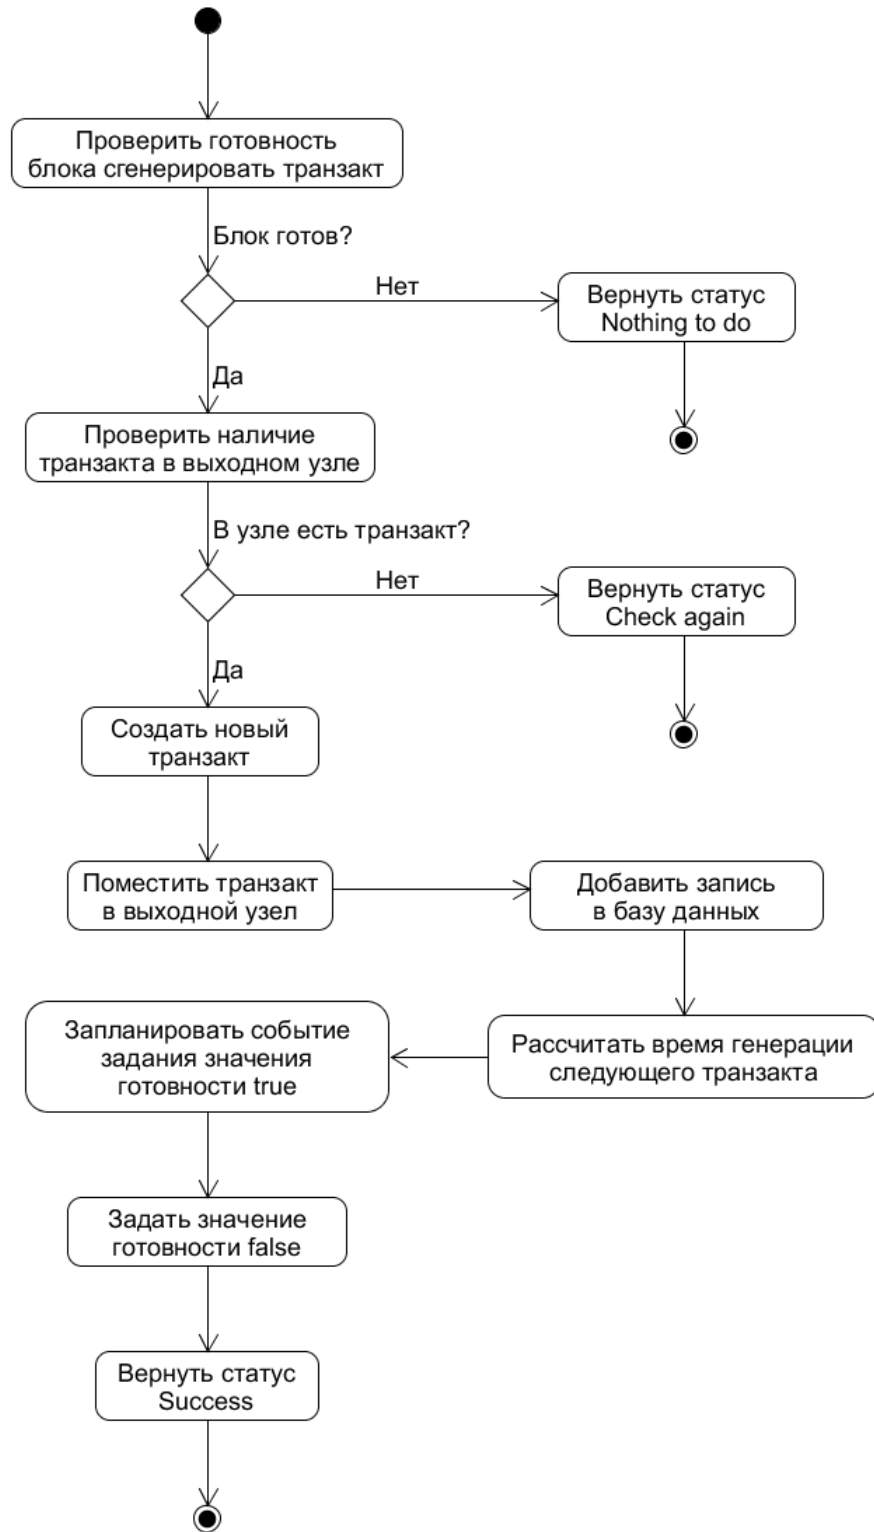 Проверить готовность
блока сгенерировать транзакт
Блок готов?
Нет
Вернуть статус
Nothing to do
Да
Проверить наличие
транзакта в выходном узле
В узле есть транзакт?
Нет
Вернуть статус
Check again
Да
Создать новый
транзакт
Поместить транзакт
в выходной узел
Добавить запись
в базу данных
Рассчитать время генерации
следующего транзакта
Запланировать событие
задания значения
готовности true
Задать значение
готовности false
Вернуть статус
Success